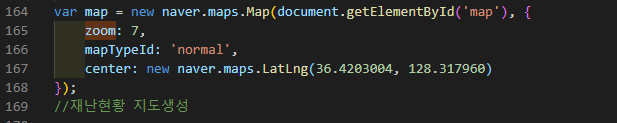 164 var map = new naver.maps.Map(document.getElementById('map'), {
165 zoom: 7,
166 mapTypeId: 'normal',
167 center: new naver.maps.LatLng(36.4203004, 128.317960)
168 });
169 //재난현황 지도생성